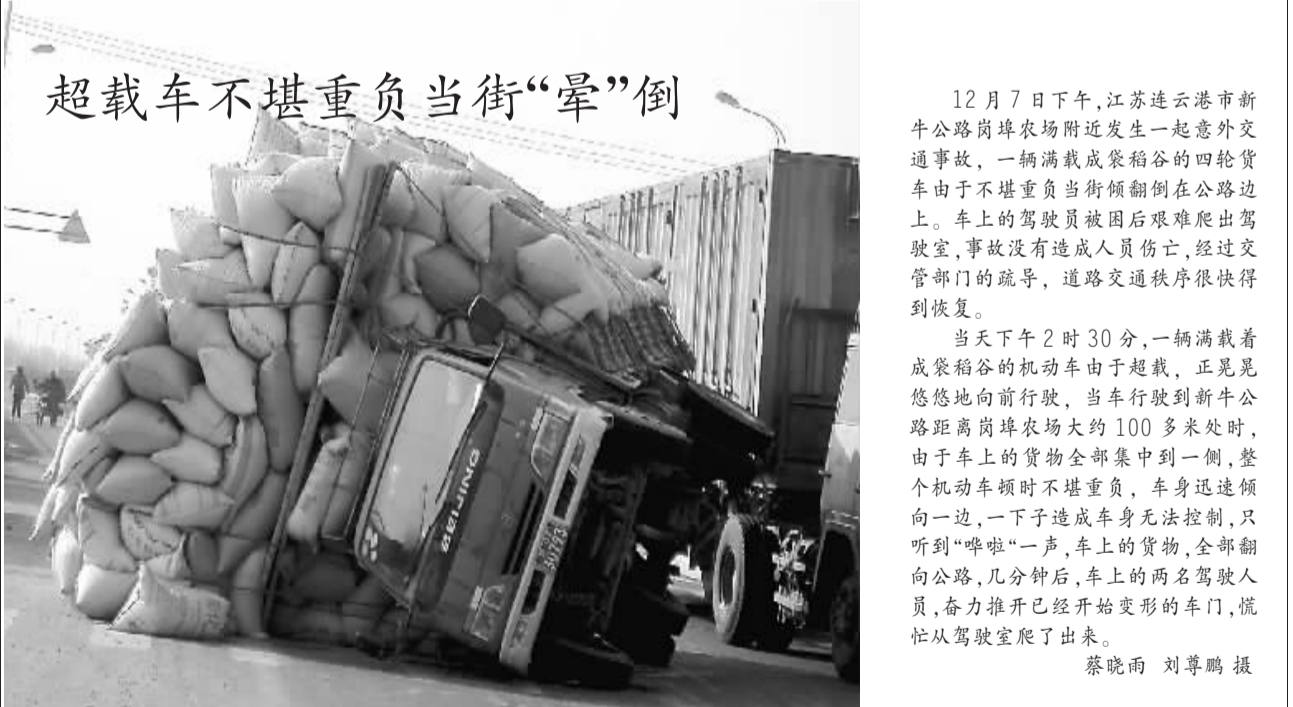 超载车不堪重负当街“晕”倒
12月7日下午,江苏连云港市新
牛公路岗埠农场附近发生一起意外交
通事故，一辆满载成袋稻谷的四轮货
车由于不堪重负当街倾翻倒在公路边
上。车上的驾驶员被困后艰难爬出驾
驶室,事故没有造成人员伤亡,经过交
管部门的疏导，道路交通秩序很快得
到恢复。
当天下午2时30分,一辆满载着
成袋稻谷的机动车由于超载，正晃晃
悠悠地向前行驶，当车行驶到新牛公
路距离岗埠农场大约100多米处时,
由于车上的货物全部集中到一侧,整
个机动车顿时不堪重负，车身迅速倾
向一边,一下子造成车身无法控制,只
听到“哗啦“一声,车上的货物,全部翻
向公路,几分钟后,车上的两名驾驶人
员,奋力推开已经开始变形的车门,慌
忙从驾驶室爬了出来。
蔡晓雨 刘尊鹏 摄